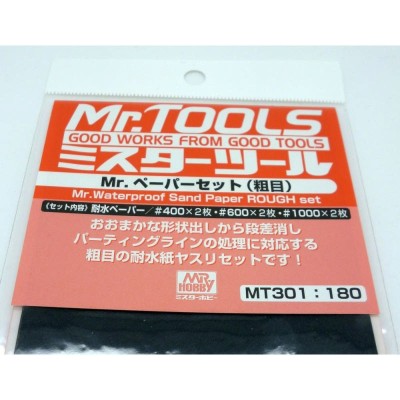 Mr.TOOLS
GOOD WORKS FROM GOOD TOOLS
ミスターツール
Mr. ペーパーセット(粗目)
Mr.Waterproof Sand Paper ROUGH set
〈セット内容〉耐水ペーパー/#400×2枚・#600×2枚・#1000×2枚
おおまかな形状出しから段差消し
パーティングラインの処理に対応する
粗目の耐水紙ヤスリセットです!
MR HOBBY
ミスターホビー
MT301:180